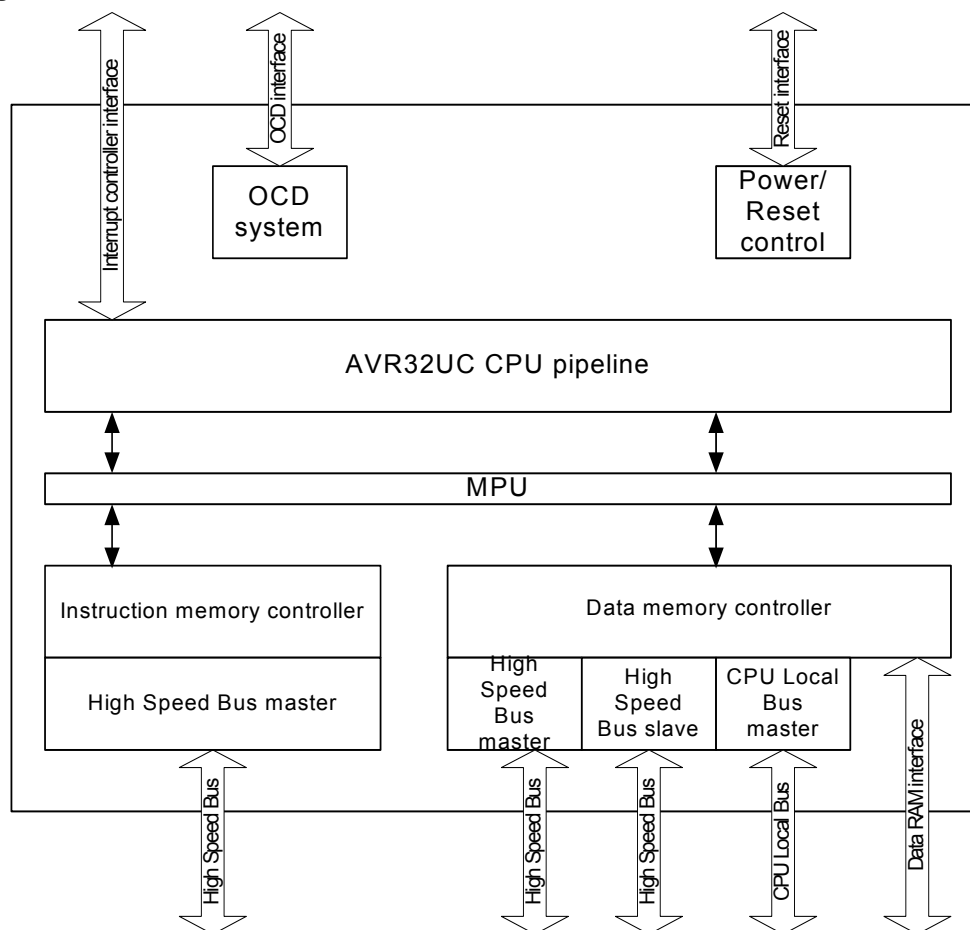 Interrupt controller interface
OCD interface
Reset interface
OCD
system
Power/
Reset
control
AVR32UC CPU pipeline
MPU
Instruction memory controller
Data memory controller
High Speed Bus master
High
Speed
Bus
master
High
Speed
Bus slave
CPU Local
Bus
master
High Speed Bus
High Speed Bus
High Speed Bus
CPU Local Bus
Data RAM interface